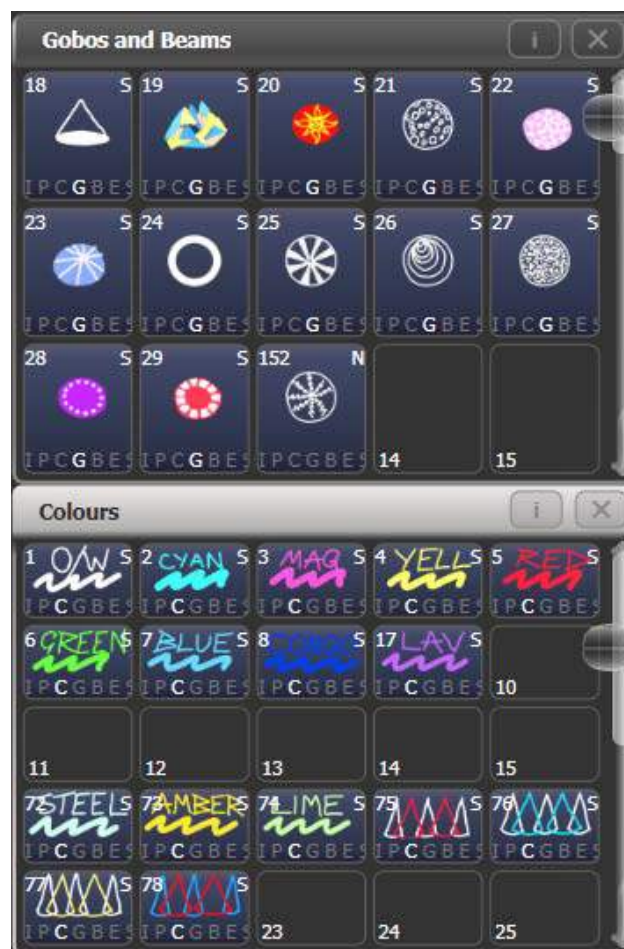 Gobos and Beams i
18 S 19 S 20 S 21 S 22 S
IPCGBES IPCGBES IPCGBES IPCGBES IPCGBES
23 S 24 S 25 S 26 S 27 S
IPCGBES IPCGBES IPCGBES IPCGBES IPCGBES
28 S 29 S 152 N
IPCGBES IPCGBES IPCGBES 14 15
Colours i
1 O/W S 2 CYAN S 3 MAG S 4 YELL S 5 RED S
IPCGBES IPCGBES IPCGBES IPCGBES IPCGBES
6 GREEN S 7 BLUE S 8 CONGO S 17 LAV S
IPCGBES IPCGBES IPCGBES IPCGBES 10
11 12 13 14 15
72 STEEL S 73 AMBER S 74 LIME S 75 S 76 S
IPCGBES IPCGBES IPCGBES IPCGBES IPCGBES
77 S 78 S
IPCGBES IPCGBES 23 24 25